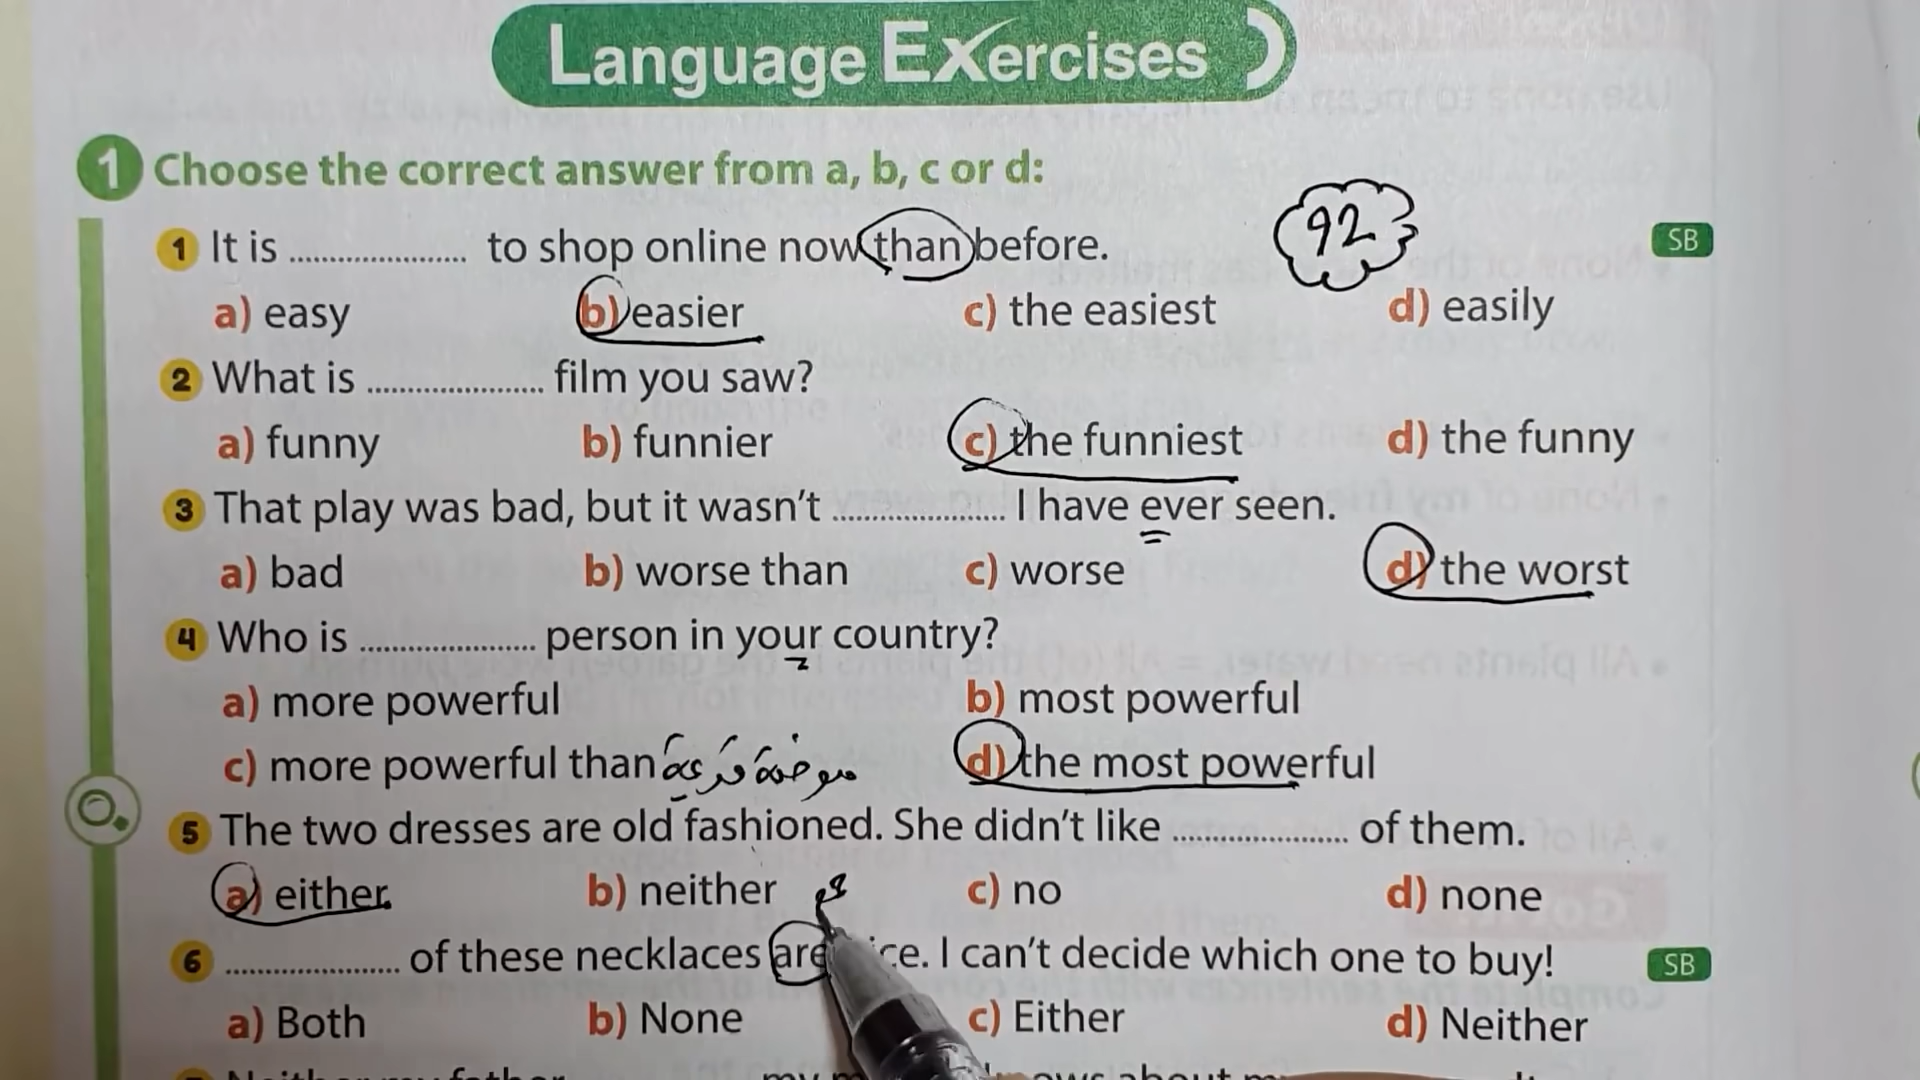 Language Exercises
1 Choose the correct answer from a, b, c or d:
92
1 It is ..................... to shop online now than before. SB
a) easy b) easier c) the easiest d) easily
2 What is ..................... film you saw?
a) funny b) funnier c) the funniest d) the funny
3 That play was bad, but it wasn't ..................... I have ever seen.
a) bad b) worse than c) worse d) the worst
4 Who is ..................... person in your country?
a) more powerful b) most powerful
c) more powerful than d) the most powerful
5 The two dresses are old fashioned. She didn't like ..................... of them.
a) either b) neither c) no d) none
6 ..................... of these necklaces are ice. I can't decide which one to buy! SB
a) Both b) None c) Either d) Neither